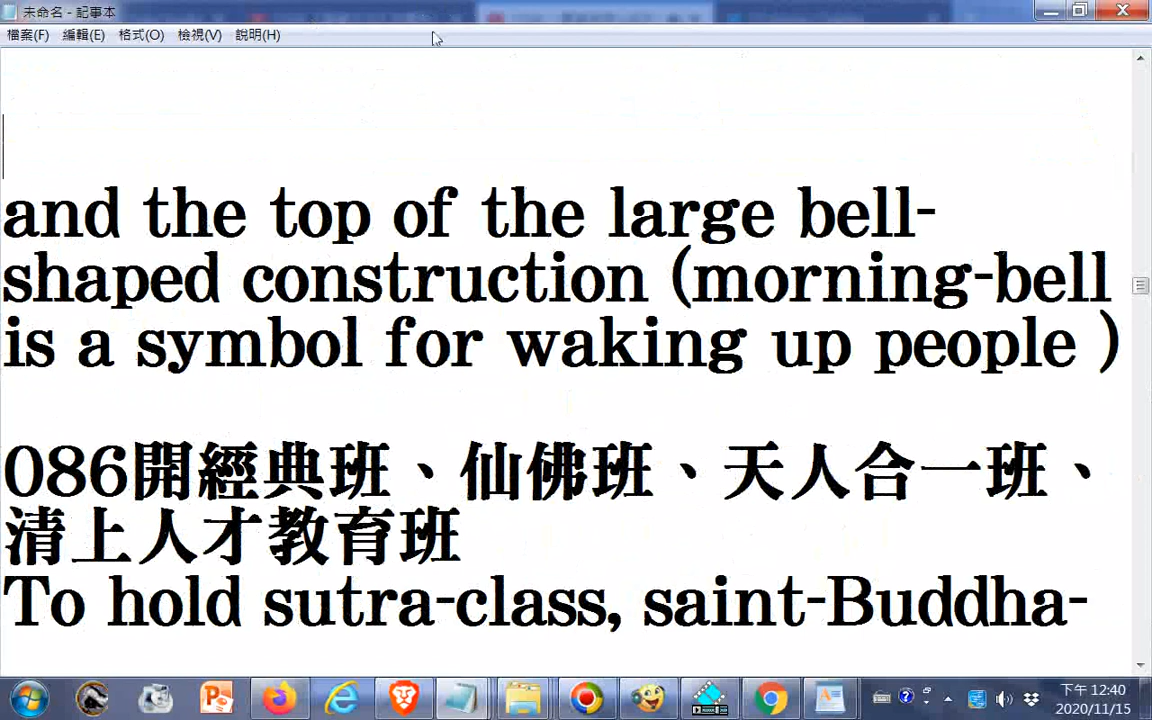 未命名 - 記事本
檔案(F) 編輯(E) 格式(O) 檢視(V) 說明(H)
and the top of the large bell-
shaped construction (morning-bell
is a symbol for waking up people )
086開經典班、仙佛班、天人合一班、
清上人才教育班
To hold sutra-class, saint-Buddha-
下午 12:40
2020/11/15